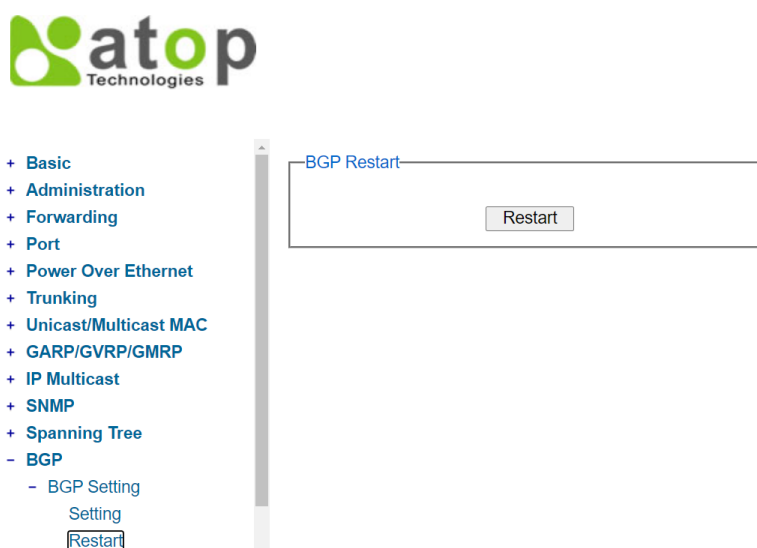 atop
Technologies
+ Basic
+ Administration
+ Forwarding
+ Port
+ Power Over Ethernet
+ Trunking
+ Unicast/Multicast MAC
+ GARP/GVRP/GMRP
+ IP Multicast
+ SNMP
+ Spanning Tree
– BGP
– BGP Setting
Setting
Restart
BGP Restart
Restart